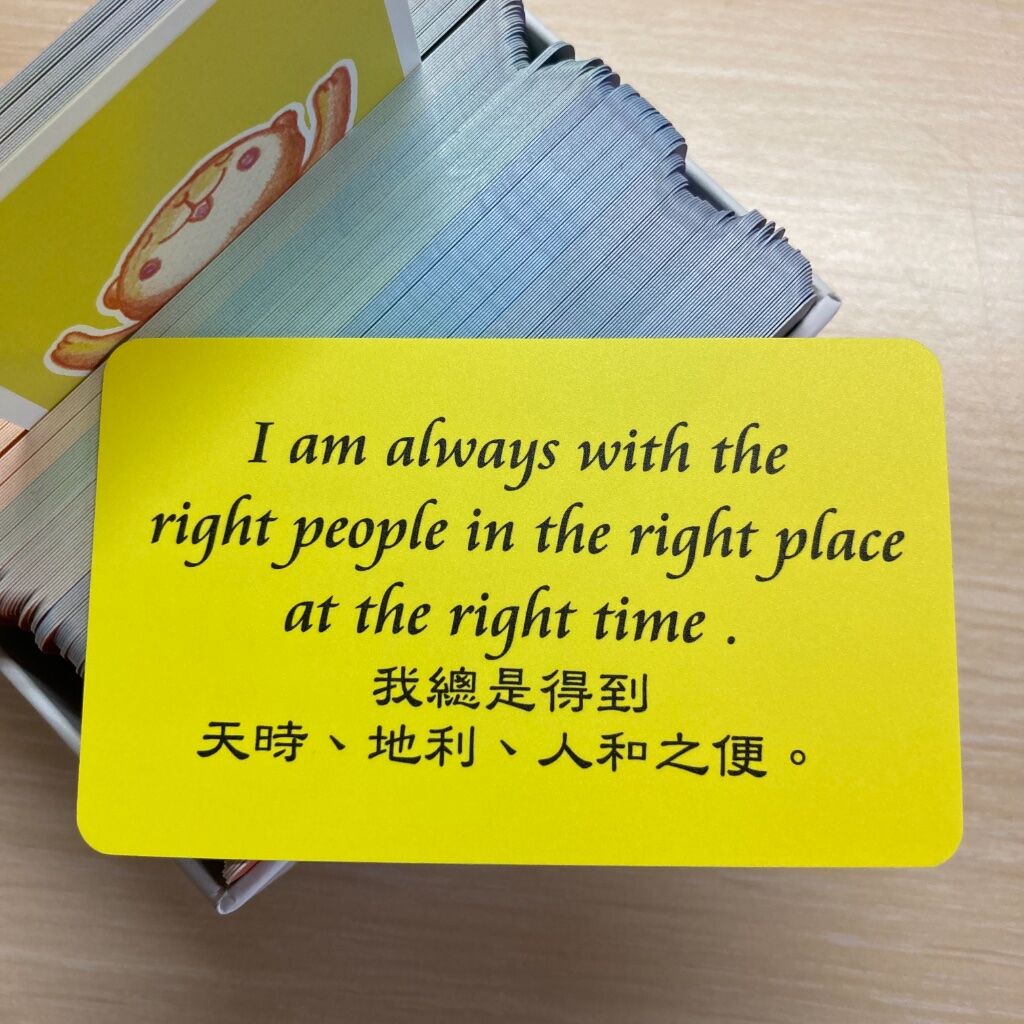 I am always with the
right people in the right place
at the right time .
我總是得到
天時、地利、人和之便。